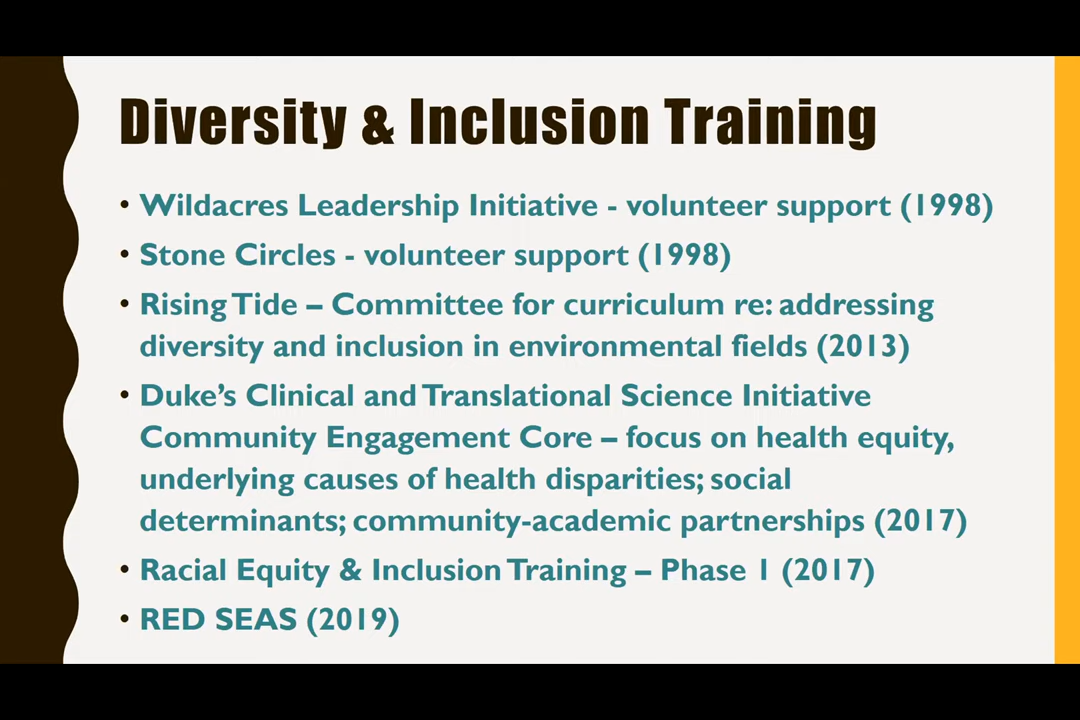 Diversity & Inclusion Training
• Wildacres Leadership Initiative - volunteer support (1998)
• Stone Circles - volunteer support (1998)
• Rising Tide – Committee for curriculum re: addressing
diversity and inclusion in environmental fields (2013)
• Duke’s Clinical and Translational Science Initiative
Community Engagement Core – focus on health equity,
underlying causes of health disparities; social
determinants; community-academic partnerships (2017)
• Racial Equity & Inclusion Training – Phase 1 (2017)
• RED SEAS (2019)